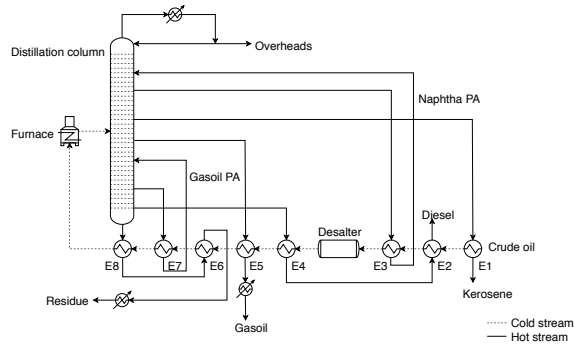 Overheads
Distillation column
Naphtha PA
Furnace
Gasoil PA
Diesel
Desalter
Crude oil
E8
E7
E6
E5
E4
E3
E2
E1
Kerosene
Residue
Gasoil
Cold stream
Hot stream